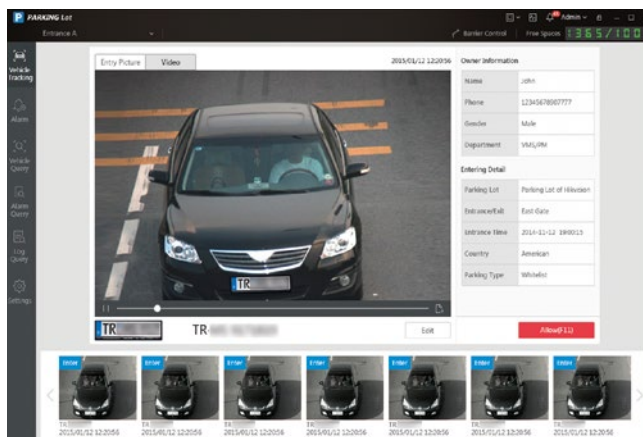 PARKING Lot
Admin
Entrance A
Barrier Control
Free Spaces
365/100
Vehicle Tracking
Alarm
Vehicle Query
Alarm Query
Log Query
Settings
Entry Picture
Video
2015/01/12 12:20:56
TR
TR
TR-
Edit
Owner Information
Name
John
Phone
12345678907777
Gender
Male
Department
VMS/PM
Entering Detail
Parking Lot
Parking Lot of Hikvision
Entrance/Exit
East Gate
Entrance Time
2014-11-12 19:00:15
Country
American
Parking Type
Whitelist
Allow(F11)
Enter
Enter
Enter
Enter
Enter
Enter
Enter
TR
TR
TR
TR
TR
TR
TR
2015/01/12 12:20:56
2015/01/12 12:20:56
2015/01/12 12:20:56
2015/01/12 12:20:56
2015/01/12 12:20:56
2015/01/12 12:20:56
2015/01/12 12:20:56